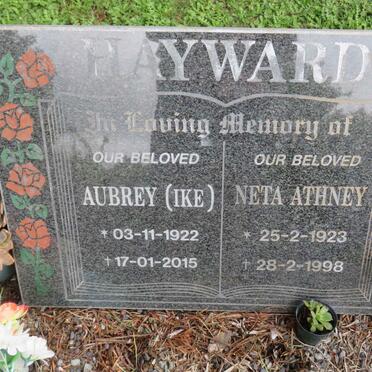 HAYWARD
In Loving Memory of
OUR BELOVED
AUBREY (IKE)
* 03-11-1922
† 17-01-2015
OUR BELOVED
NETA ATHNEY
* 25-2-1923
† 28-2-1998